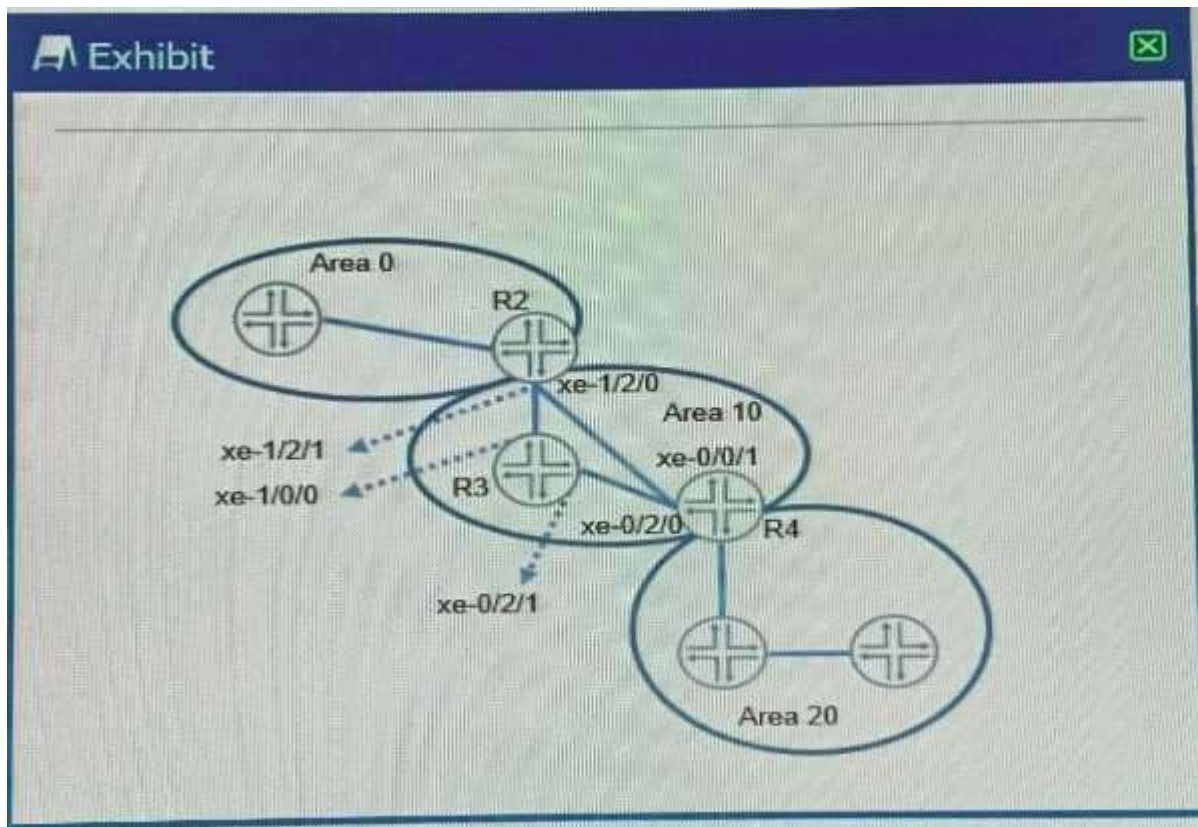 Exhibit
Area 0
R2
xe-1/2/0
Area 10
xe-1/2/1
xe-0/0/1
xe-1/0/0
R3
xe-0/2/0
R4
xe-0/2/1
Area 20